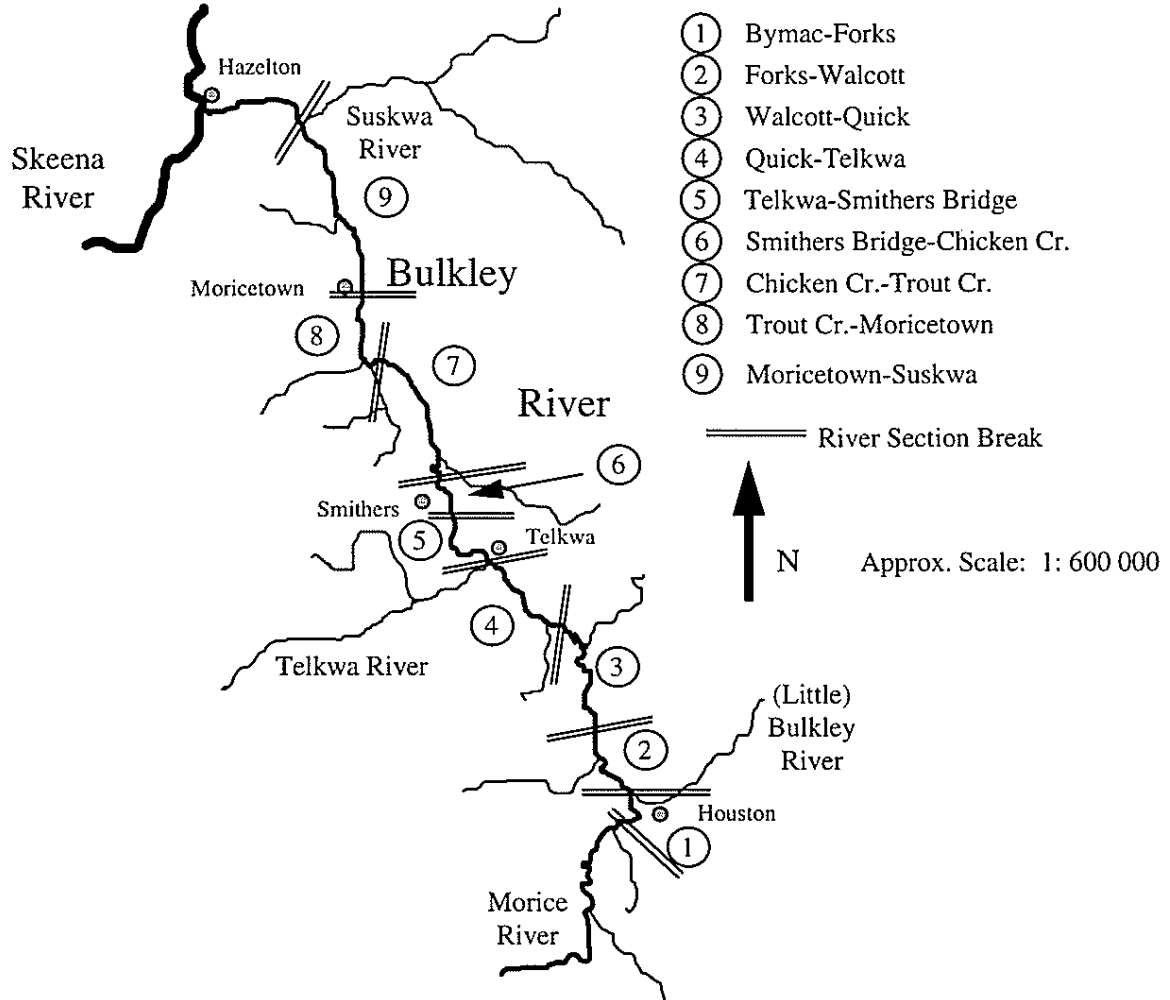 Hazelton
Suskwa
River
Skeena
River
9
Moricetown
Bulkley
8
7
River
6
Smithers
5
Telkwa
4
Telkwa River
3
(Little)
Bulkley
River
2
Houston
1
Morice
River
1 Bymac-Forks
2 Forks-Walcott
3 Walcott-Quick
4 Quick-Telkwa
5 Telkwa-Smithers Bridge
6 Smithers Bridge-Chicken Cr.
7 Chicken Cr.-Trout Cr.
8 Trout Cr.-Moricetown
9 Moricetown-Suskwa
River Section Break
N
Approx. Scale: 1: 600 000